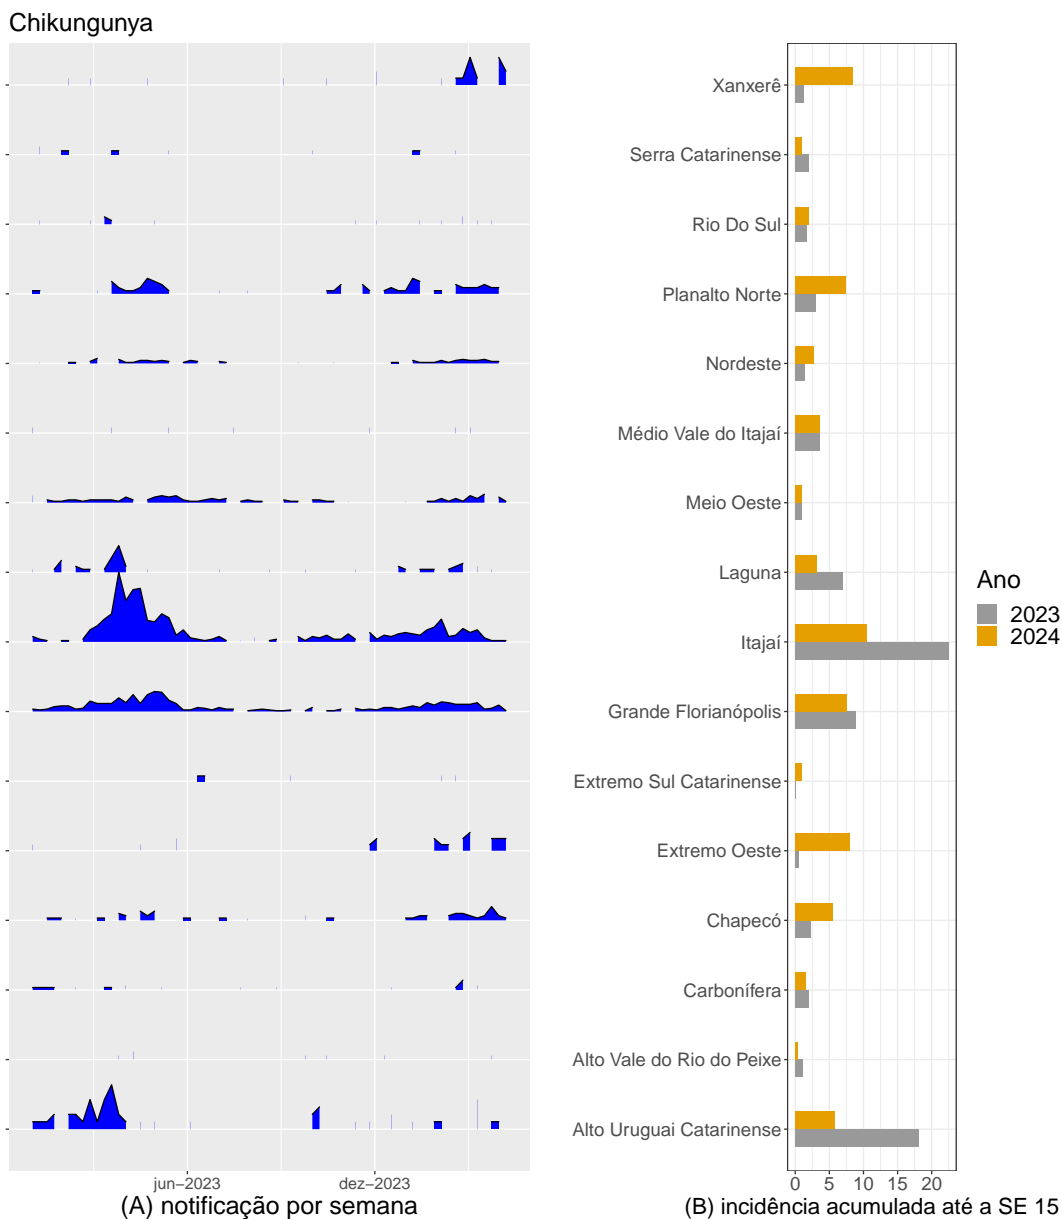 Chikungunya
Xanxerê
Serra Catarinense
Rio Do Sul
Planalto Norte
Nordeste
Médio Vale do Itajaí
Meio Oeste
Laguna
Itajaí
Grande Florianópolis
Extremo Sul Catarinense
Extremo Oeste
Chapecó
Carbonífera
Alto Vale do Rio do Peixe
Alto Uruguai Catarinense
Ano
2023
2024
jun−2023 dez−2023
(A) notificação por semana
0 5 10 15 20
(B) incidência acumulada até a SE 15